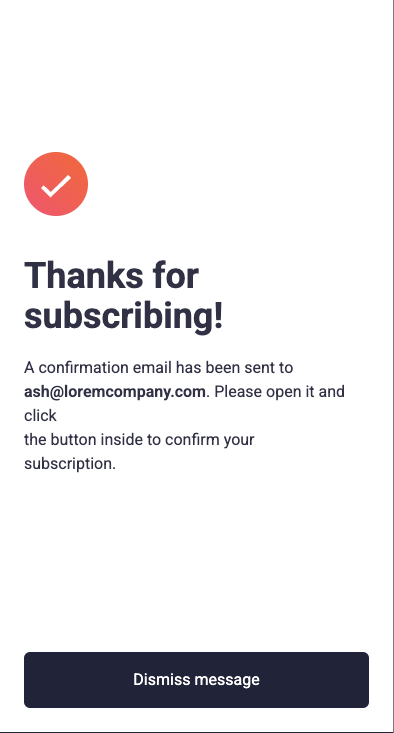 Thanks for
subscribing!
A confirmation email has been sent to
ash@loremcompany.com. Please open it and
click
the button inside to confirm your
subscription.
Dismiss message